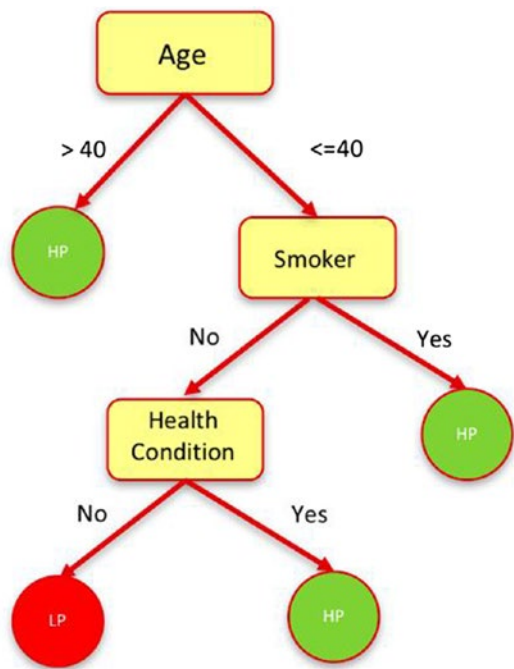 Age
> 40
<=40
HP
Smoker
No
Yes
Health
Condition
HP
No
Yes
LP
HP